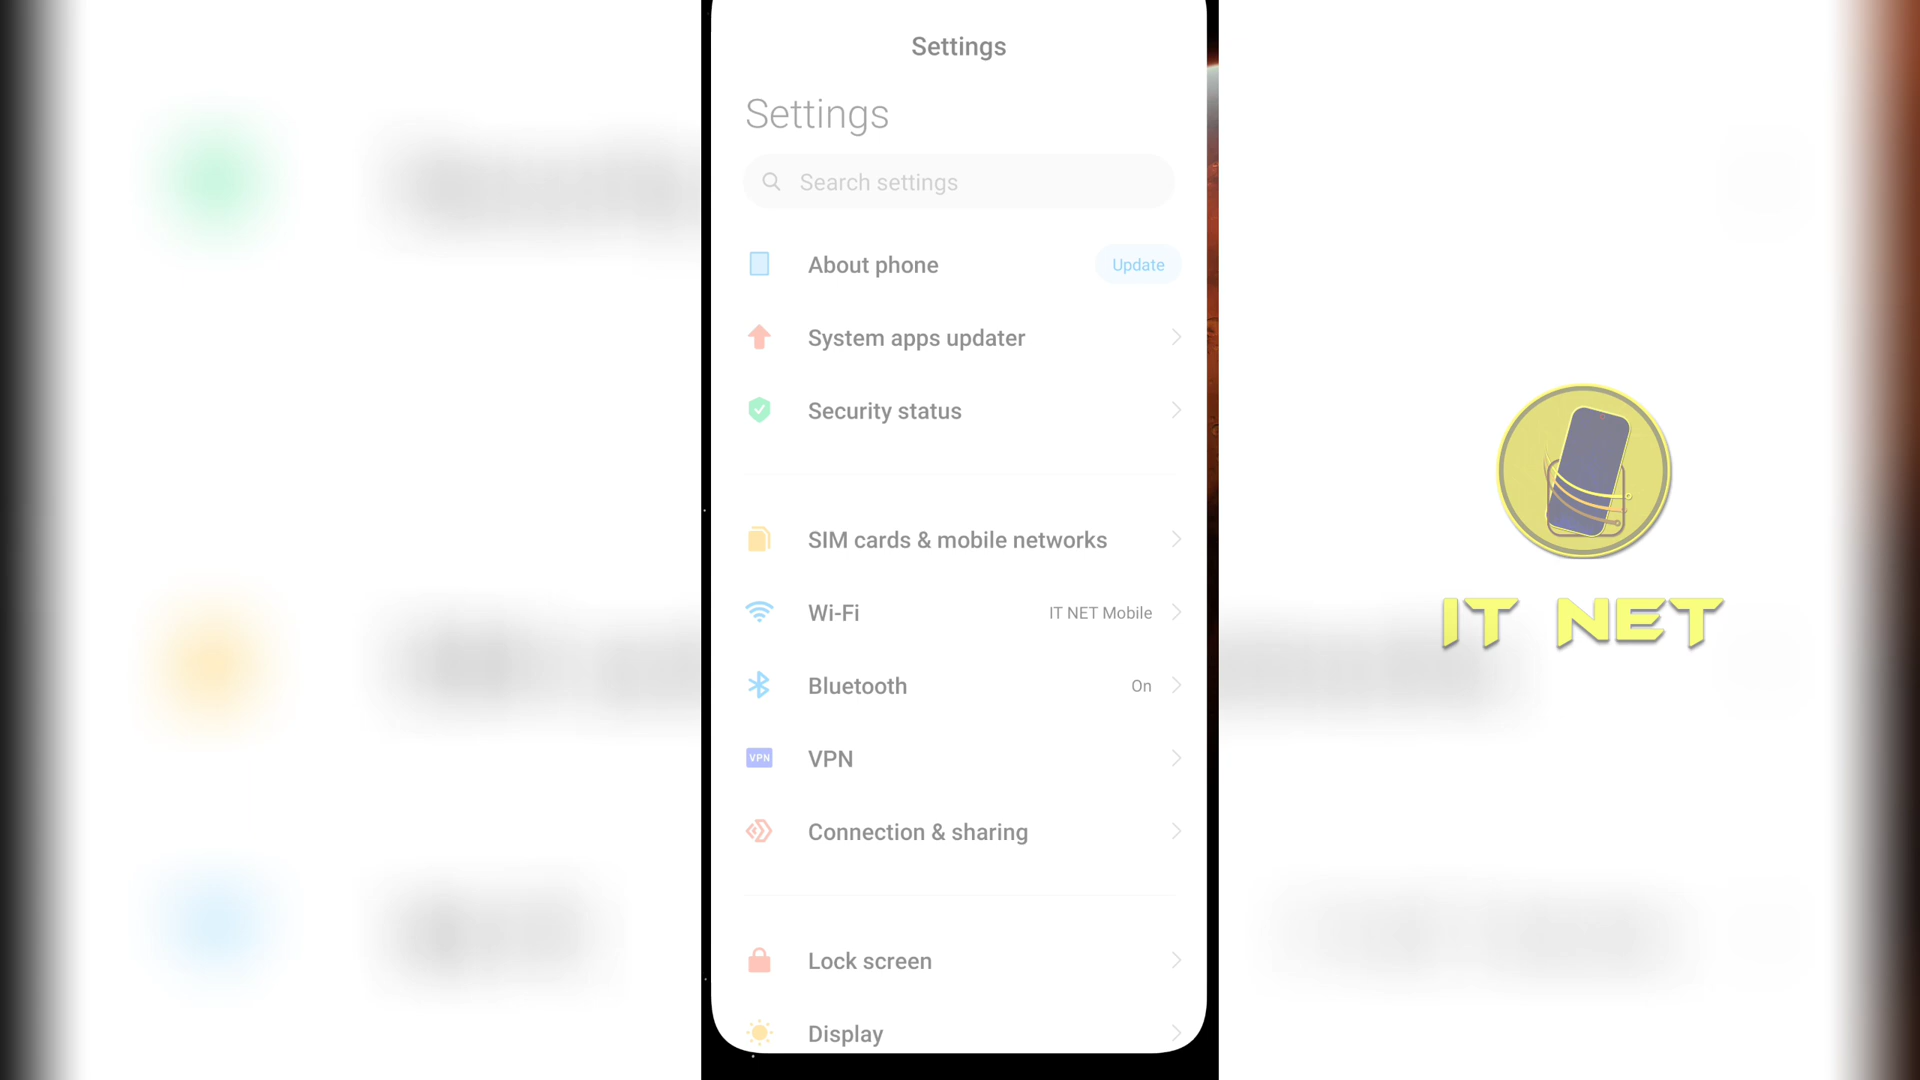 Settings
Settings
Search settings
About phone
Update
System apps updater
Security status
SIM cards & mobile networks
Wi-Fi
IT NET Mobile
Bluetooth
On
VPN
VPN
Connection & sharing
Lock screen
Display
IT NET